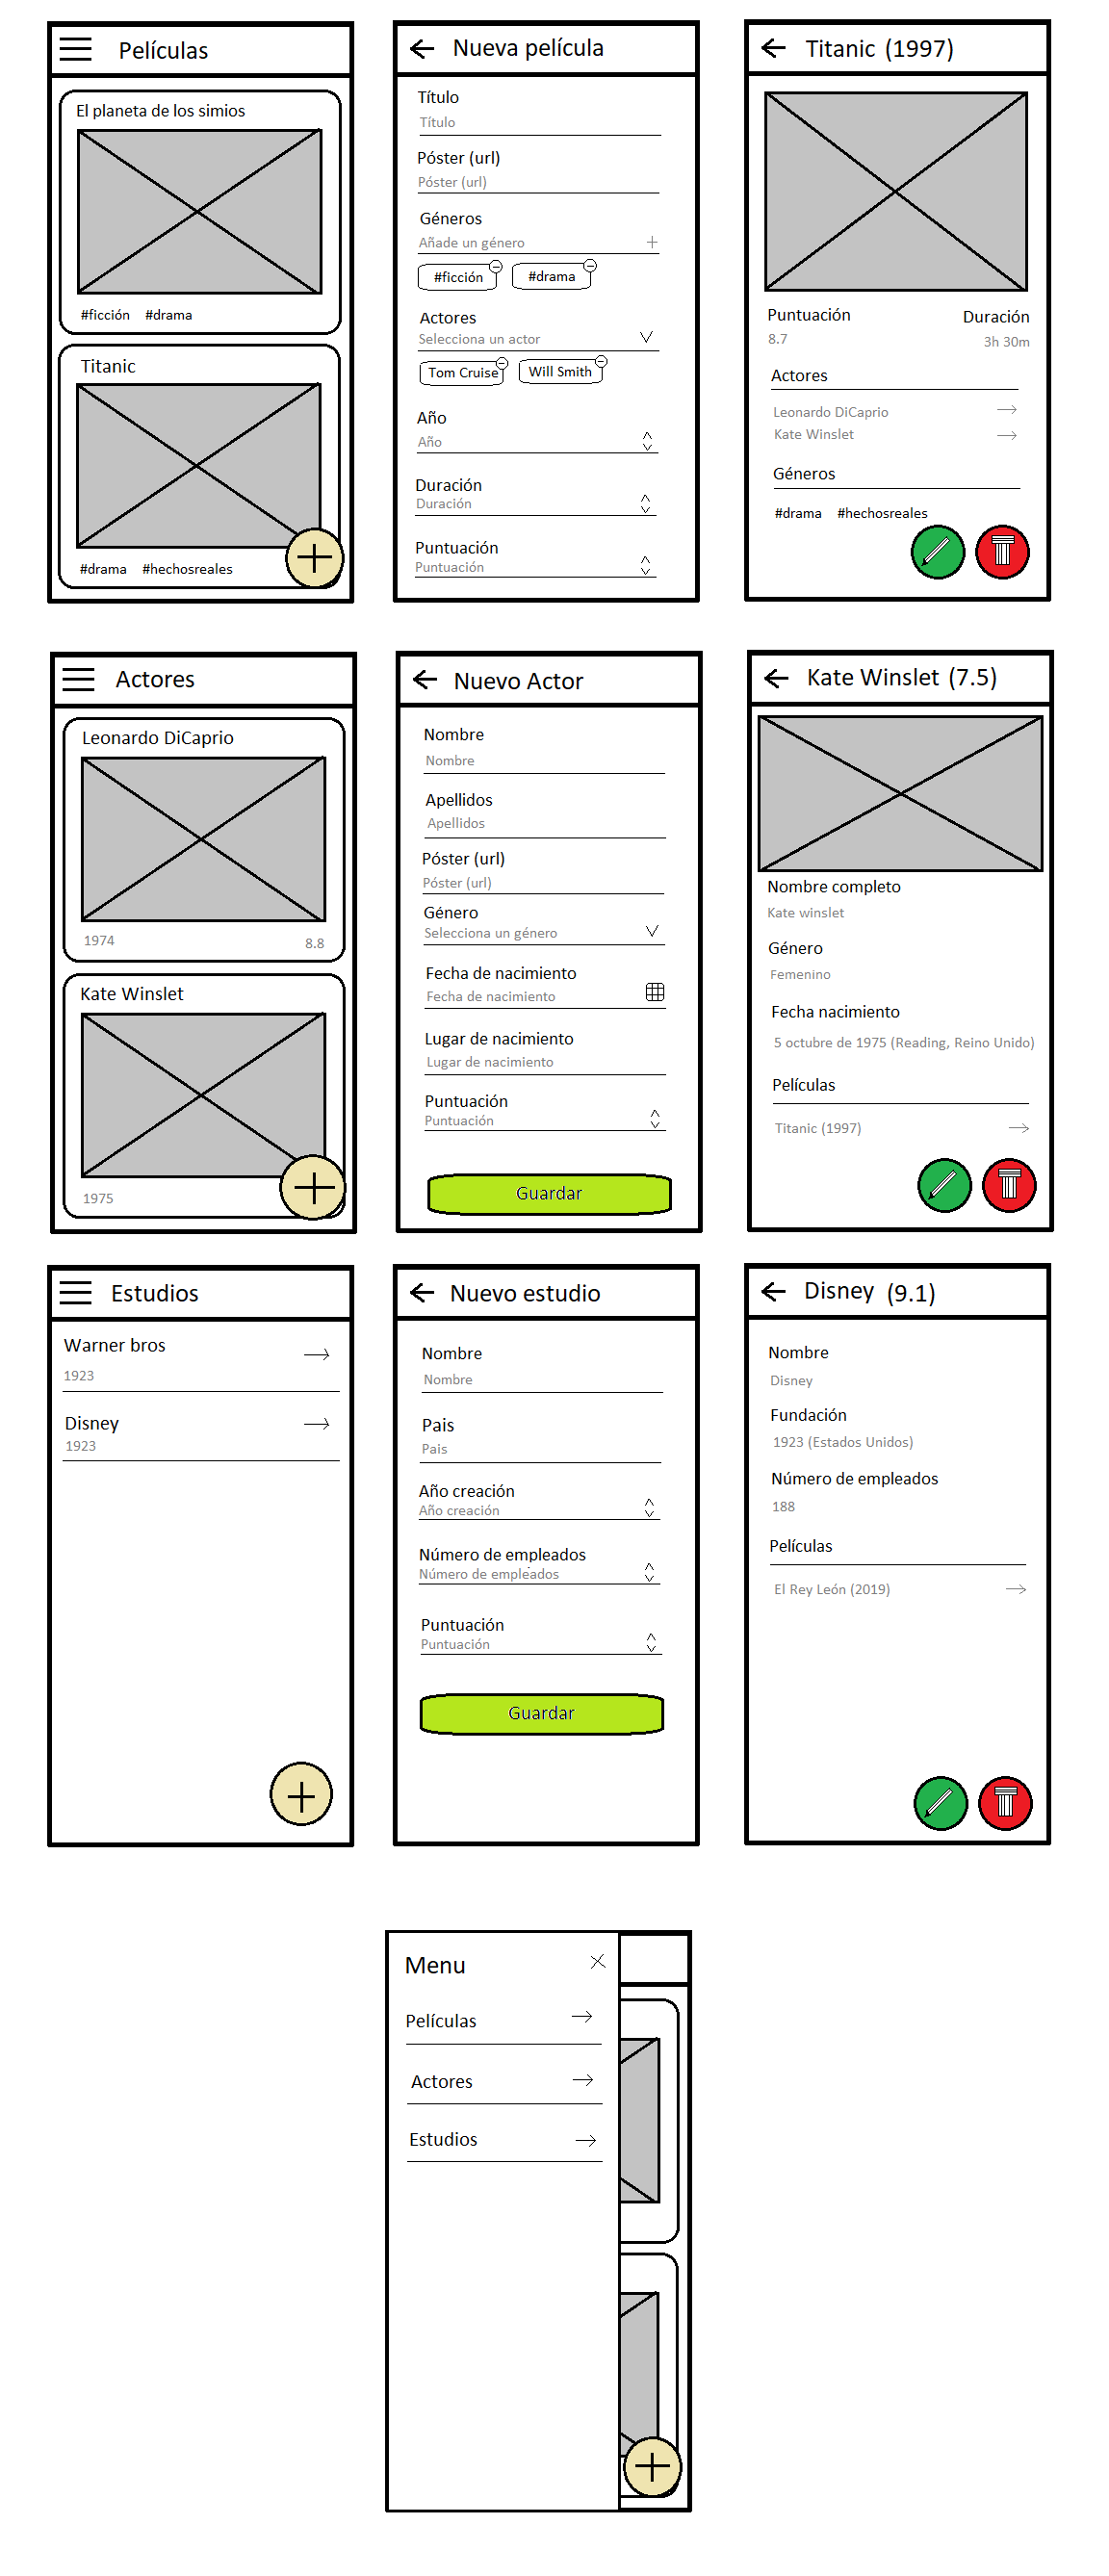 Películas
El planeta de los simios
#ficción #drama
Titanic
#drama #hechosreales
Nueva película
Título
Título
Póster (url)
Póster (url)
Géneros
Añade un género
#ficción #drama
Actores
Selecciona un actor
Tom Cruise Will Smith
Año
Año
Duración
Duración
Puntuación
Puntuación
Titanic (1997)
Puntuación Duración
8.7 3h 30m
Actores
Leonardo DiCaprio
Kate Winslet
Géneros
#drama #hechosreales
Actores
Leonardo DiCaprio
1974 8.8
Kate Winslet
1975
Nuevo Actor
Nombre
Nombre
Apellidos
Apellidos
Póster (url)
Póster (url)
Género
Selecciona un género
Fecha de nacimiento
Fecha de nacimiento
Lugar de nacimiento
Lugar de nacimiento
Puntuación
Puntuación
Guardar
Kate Winslet (7.5)
Nombre completo
Kate winslet
Género
Femenino
Fecha nacimiento
5 octubre de 1975 (Reading, Reino Unido)
Películas
Titanic (1997)
Estudios
Warner bros
1923
Disney
1923
Nuevo estudio
Nombre
Nombre
Pais
Pais
Año creación
Año creación
Número de empleados
Número de empleados
Puntuación
Puntuación
Guardar
Disney (9.1)
Nombre
Disney
Fundación
1923 (Estados Unidos)
Número de empleados
188
Películas
El Rey León (2019)
Menu
Películas
Actores
Estudios